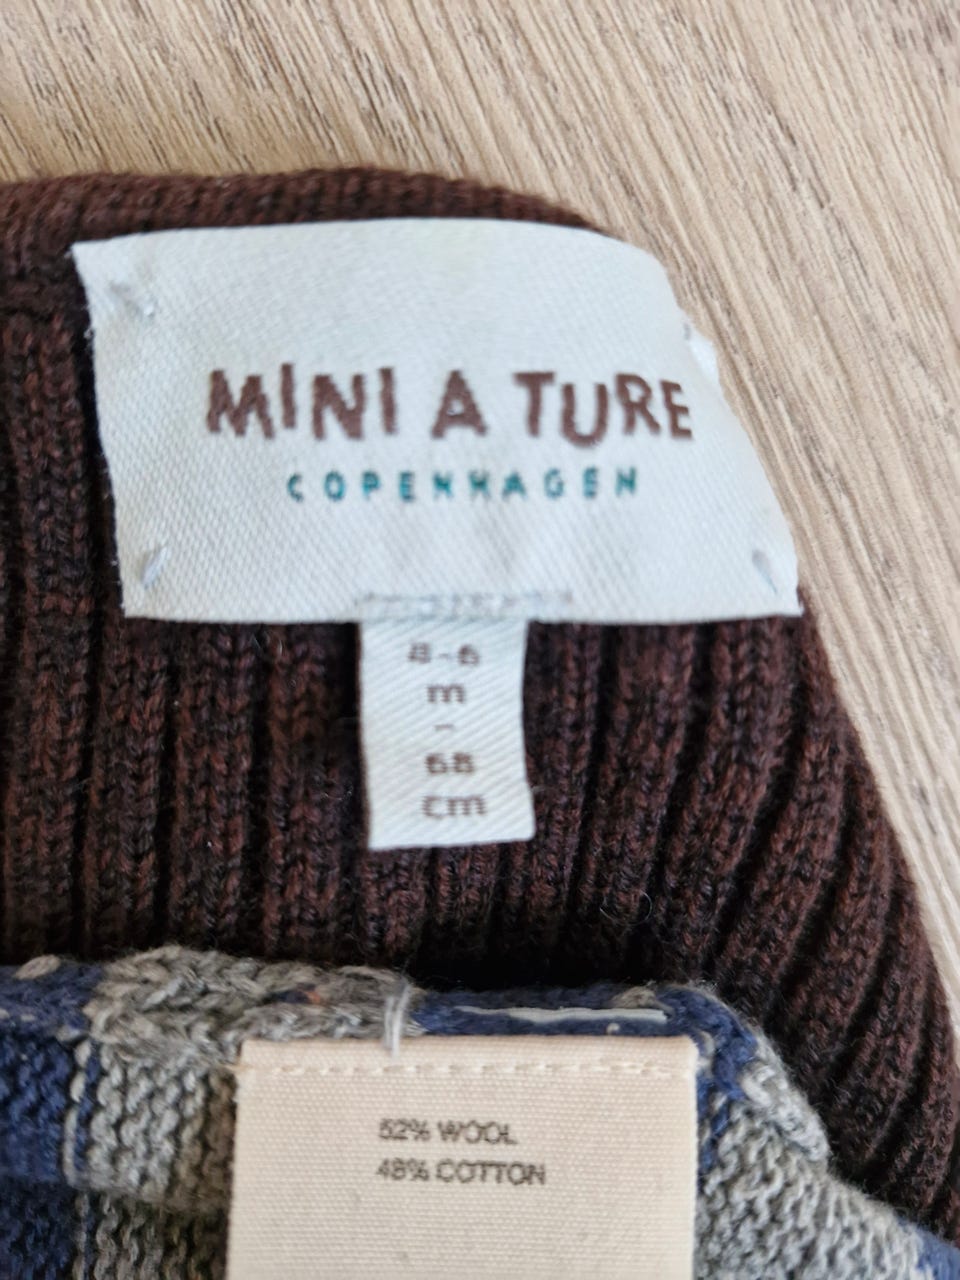 MINI A TURE
COPENHAGEN
4-6
m
-
68
cm
52% WOOL
48% COTTON